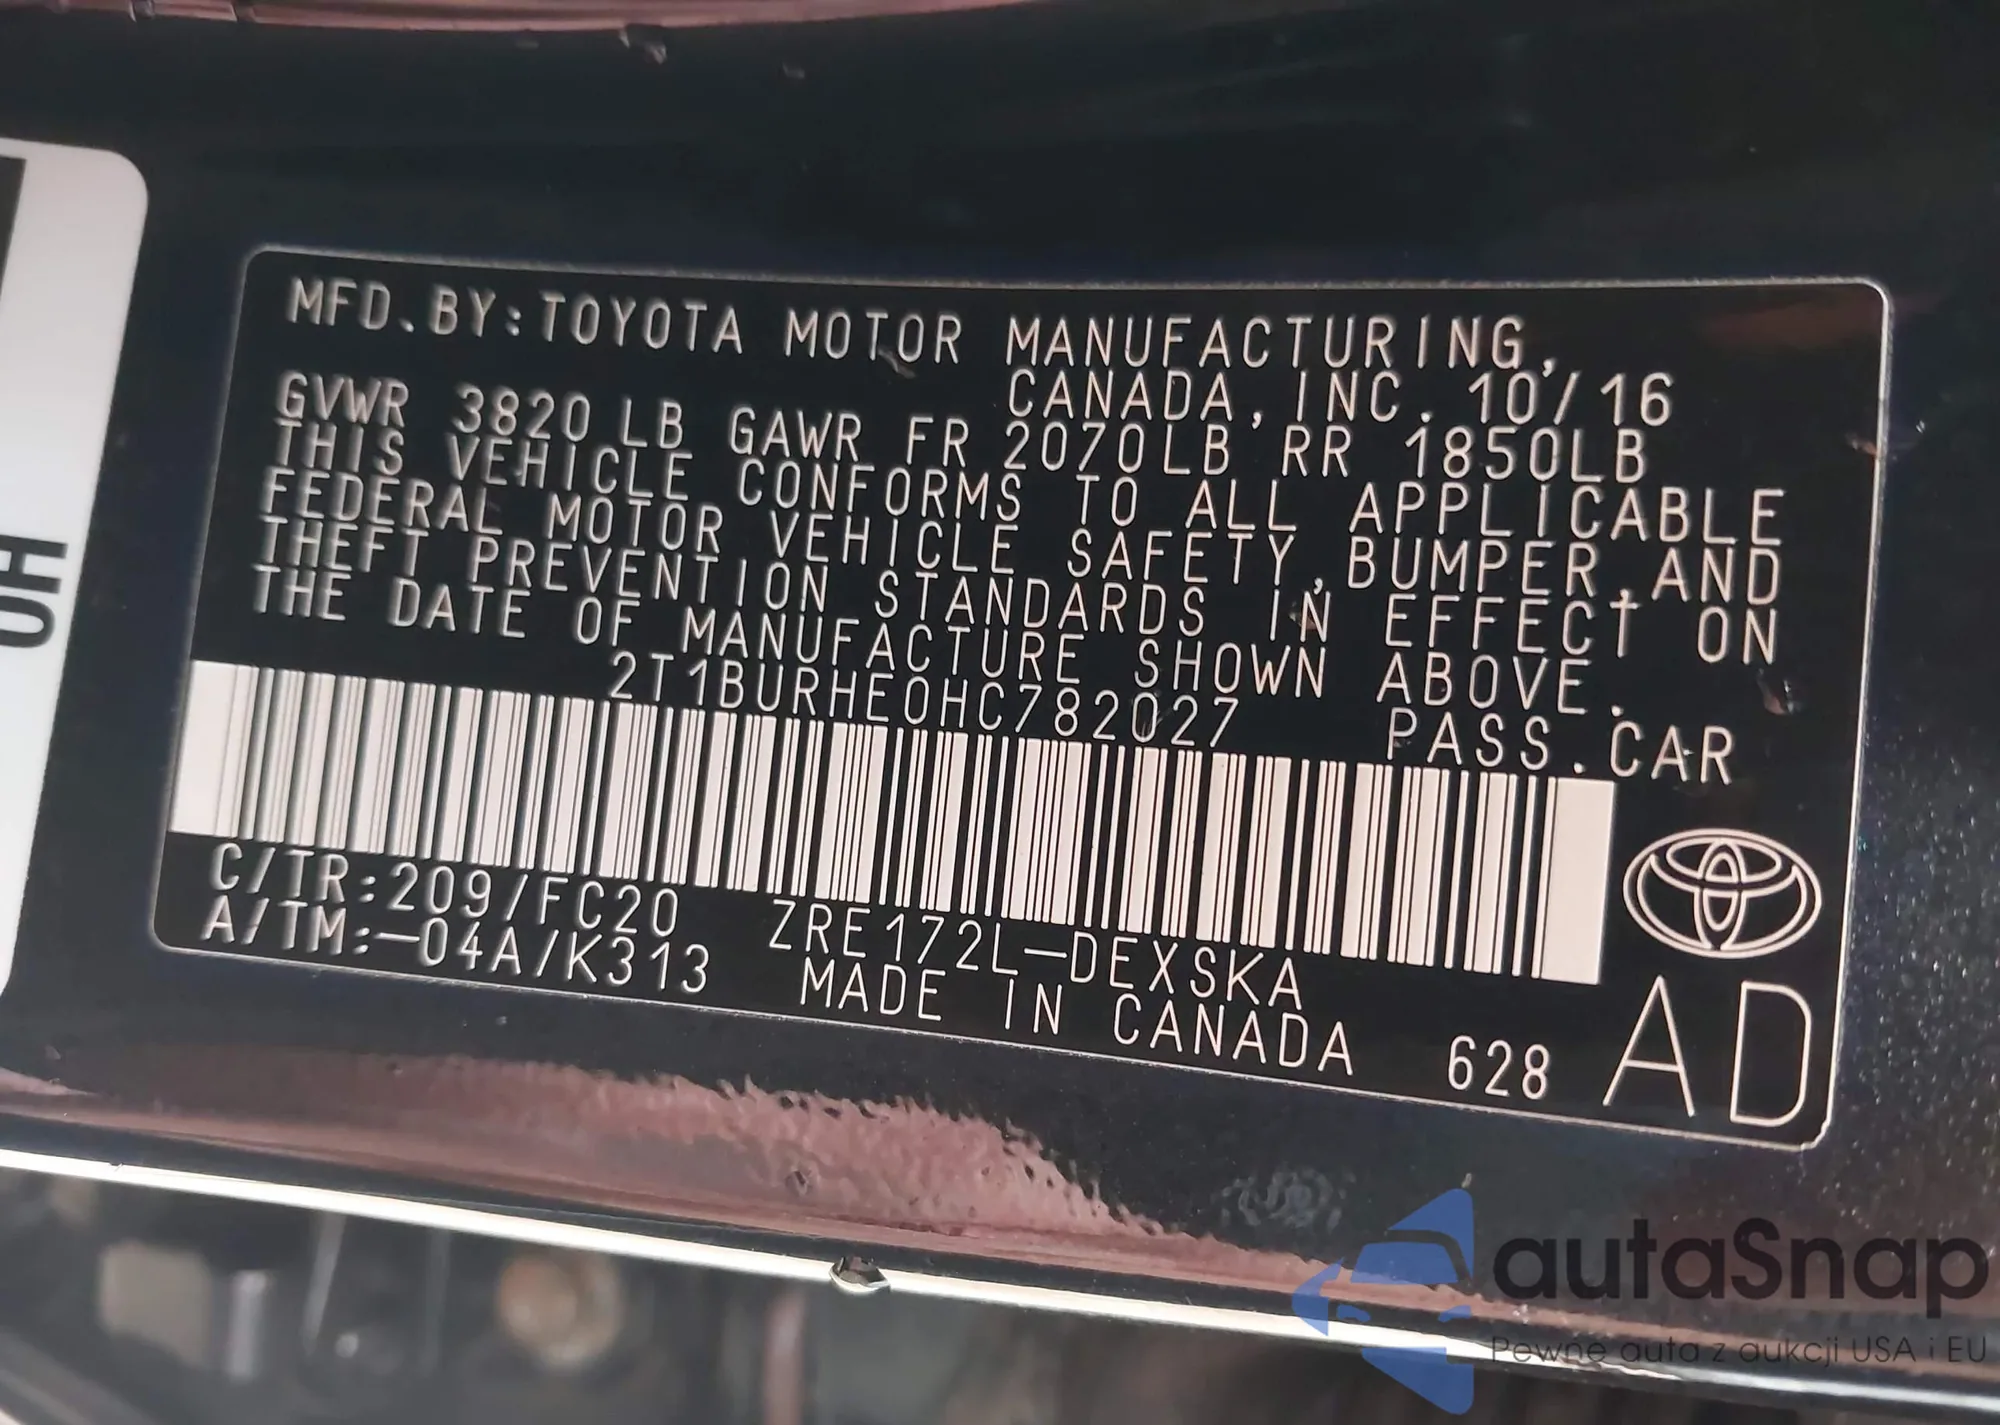 MFD.BY:TOYOTA MOTOR MANUFACTURING,
CANADA, INC. 10/16
GVWR 3820LB GAWR FR 2070LB RR 1850LB
THIS VEHICLE CONFORMS TO ALL APPLICABLE
FEDERAL MOTOR VEHICLE SAFETY,BUMPER,AND
THEFT PREVENTION STANDARDS IN EFFECT ON
THE DATE OF MANUFACTURE SHOWN ABOVE.
2T1BURHE0HC782027 PASS.CAR
C/TR:209/FC20 ZRE172L-DEXSKA
A/TM:-04A/K313 MADE IN CANADA 628 AD
HO
autaSnap
Pewne auta z aukcji USA i EU